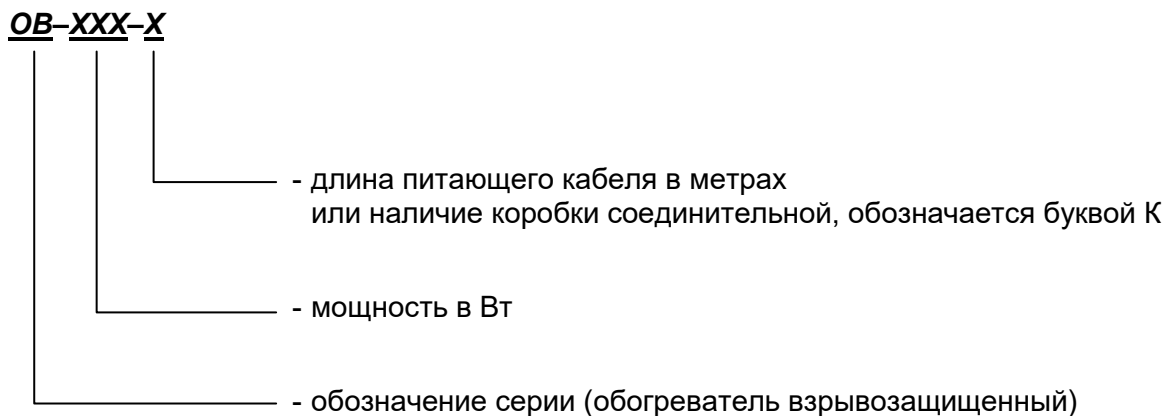 ОВ–ХХХ–Х
- длина питающего кабеля в метрах
или наличие коробки соединительной, обозначается буквой К
- мощность в Вт
- обозначение серии (обогреватель взрывозащищенный)